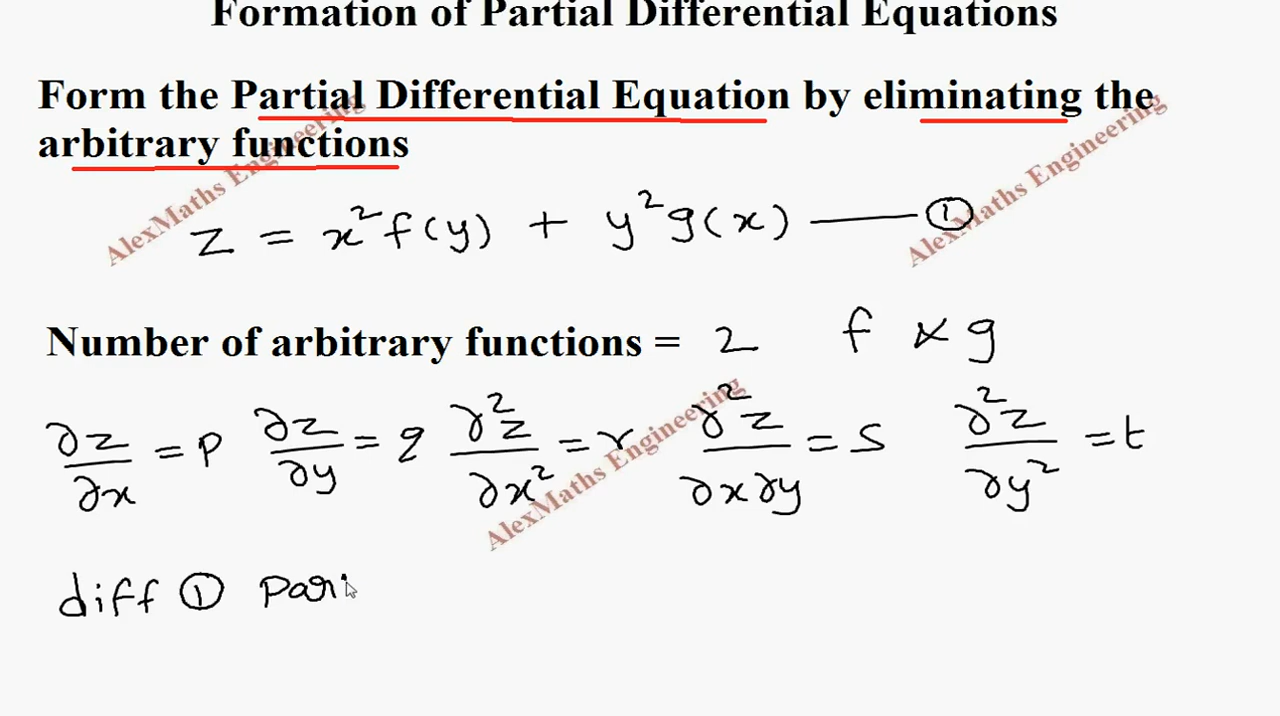 Formation of Partial Differential Equations
Form the Partial Differential Equation by eliminating the
arbitrary functions
z = x²f(y) + y²g(x) —— ①
Number of arbitrary functions = 2 f & g
∂z/∂x = p ∂z/∂y = q ∂²z/∂x² = r ∂²z/∂x∂y = s ∂²z/∂y² = t
diff ① Pari
AlexMaths Engineering
AlexMaths Engineering
AlexMaths Engineering